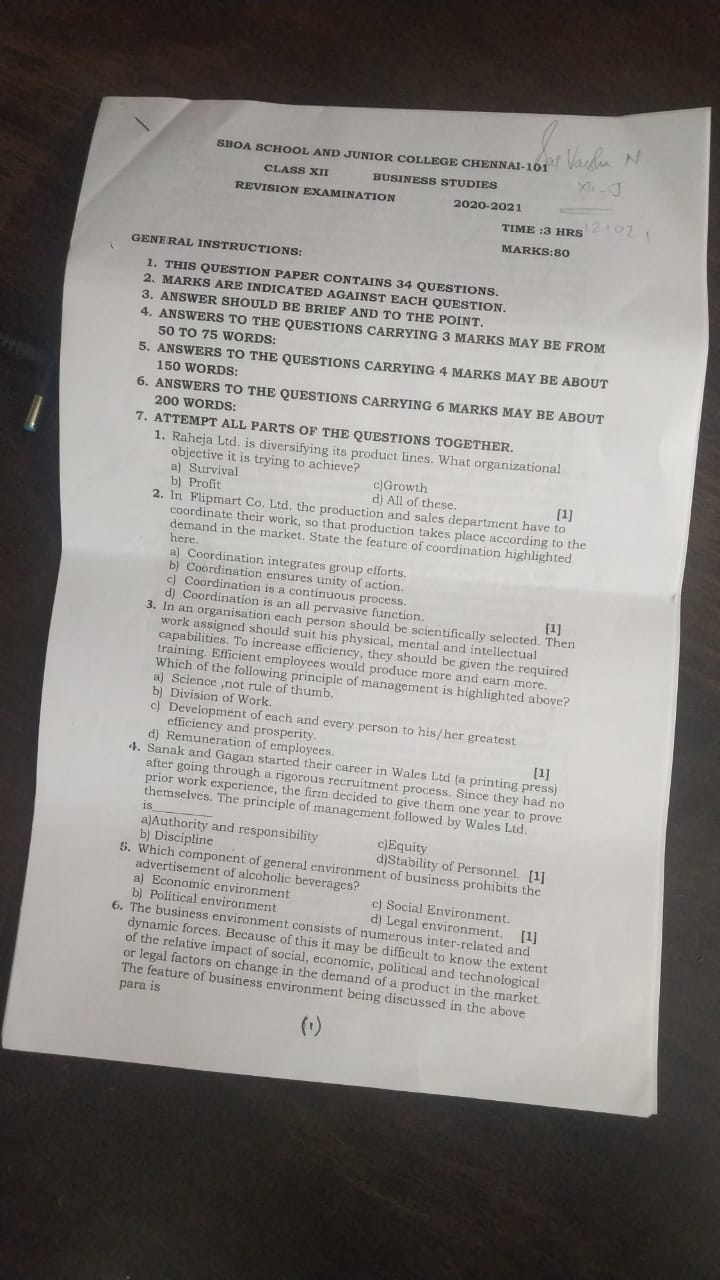 SBOA SCHOOL AND JUNIOR COLLEGE CHENNAI-101
N
CLASS XII BUSINESS STUDIES
XII-J
REVISION EXAMINATION 2020-2021
TIME :3 HRS
MARKS:80
GENERAL INSTRUCTIONS:
1. THIS QUESTION PAPER CONTAINS 34 QUESTIONS.
2. MARKS ARE INDICATED AGAINST EACH QUESTION.
3. ANSWER SHOULD BE BRIEF AND TO THE POINT.
4. ANSWERS TO THE QUESTIONS CARRYING 3 MARKS MAY BE FROM
50 TO 75 WORDS:
5. ANSWERS TO THE QUESTIONS CARRYING 4 MARKS MAY BE ABOUT
150 WORDS:
6. ANSWERS TO THE QUESTIONS CARRYING 6 MARKS MAY BE ABOUT
200 WORDS:
7. ATTEMPT ALL PARTS OF THE QUESTIONS TOGETHER.
1. Raheja Ltd. is diversifying its product lines. What organizational
objective it is trying to achieve?
a) Survival c)Growth
b) Profit d) All of these. [1]
2. In Flipmart Co. Ltd. the production and sales department have to
coordinate their work, so that production takes place according to the
demand in the market. State the feature of coordination highlighted
here.
a) Coordination integrates group efforts.
b) Coordination ensures unity of action.
c) Coordination is a continuous process.
d) Coordination is an all pervasive function. [1]
3. In an organisation each person should be scientifically selected. Then
work assigned should suit his physical, mental and intellectual
capabilities. To increase efficiency, they should be given the required
training. Efficient employees would produce more and earn more.
Which of the following principle of management is highlighted above?
a) Science ,not rule of thumb.
b) Division of Work.
c) Development of each and every person to his/her greatest
efficiency and prosperity.
d) Remuneration of employees. [1]
4. Sanak and Gagan started their career in Wales Ltd (a printing press)
after going through a rigorous recruitment process. Since they had no
prior work experience, the firm decided to give them one year to prove
themselves. The principle of management followed by Wales Ltd.
is__________
a)Authority and responsibility c)Equity
b) Discipline d)Stability of Personnel. [1]
5. Which component of general environment of business prohibits the
advertisement of alcoholic beverages?
a) Economic environment c) Social Environment.
b) Political environment d) Legal environment. [1]
6. The business environment consists of numerous inter-related and
dynamic forces. Because of this it may be difficult to know the extent
of the relative impact of social, economic, political and technological
or legal factors on change in the demand of a product in the market.
The feature of business environment being discussed in the above
para is
(1)